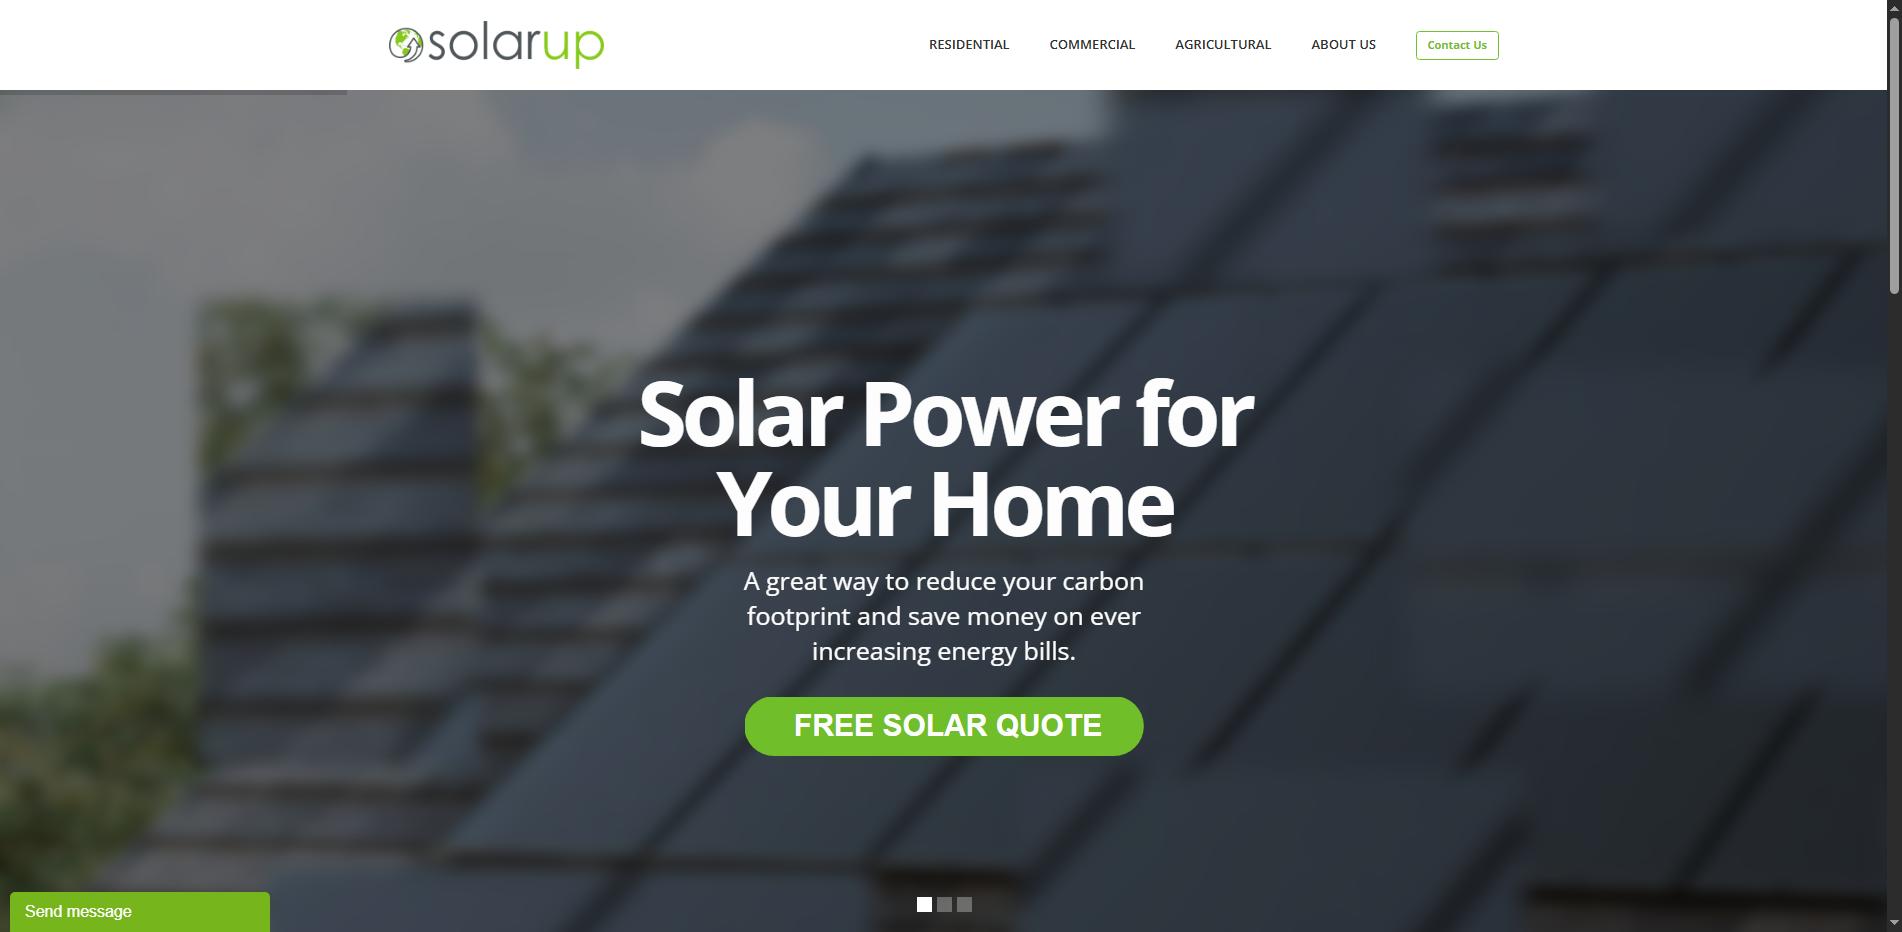 solarup
RESIDENTIAL
COMMERCIAL
AGRICULTURAL
ABOUT US
Contact Us
Solar Power for
Your Home
A great way to reduce your carbon
footprint and save money on ever
increasing energy bills.
FREE SOLAR QUOTE
Send message